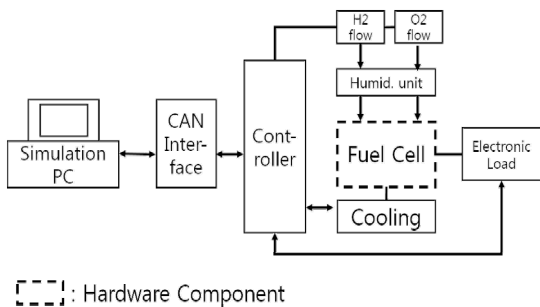 H2
flow
O2
flow
Humid. unit
CAN
Inter-
face
Cont-
roller
Simulation
PC
Fuel Cell
Electronic
Load
Cooling
: Hardware Component